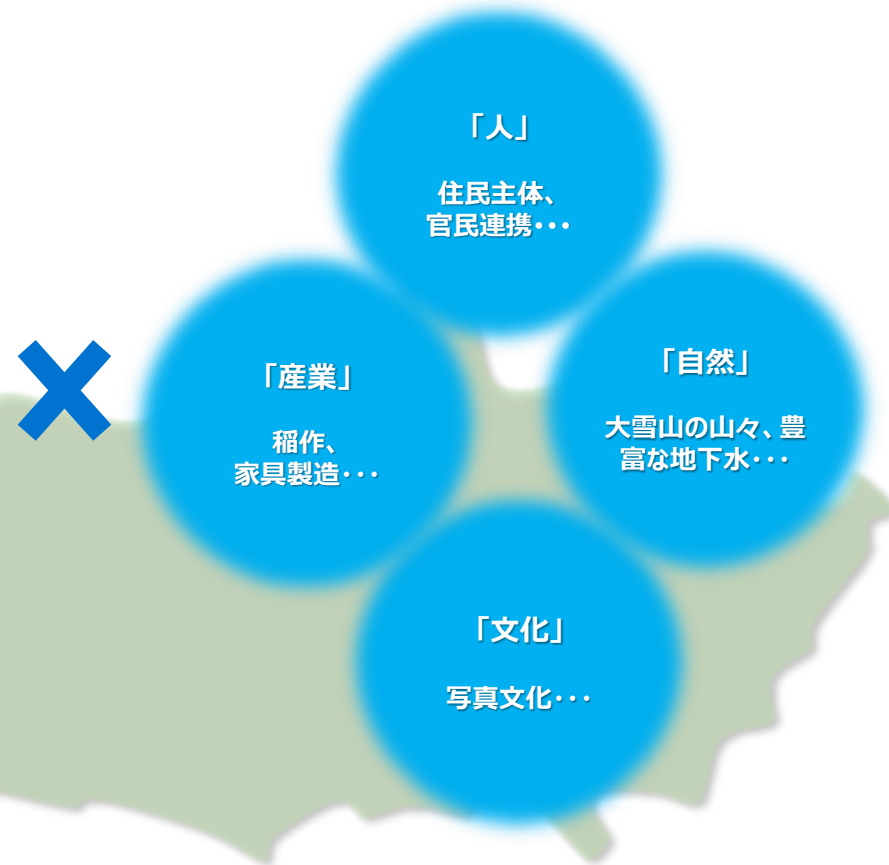 「人」
住民主体、
官民連携・・・
「産業」
稲作、
家具製造・・・
「自然」
大雪山の山々、豊
富な地下水・・・
「文化」
写真文化・・・